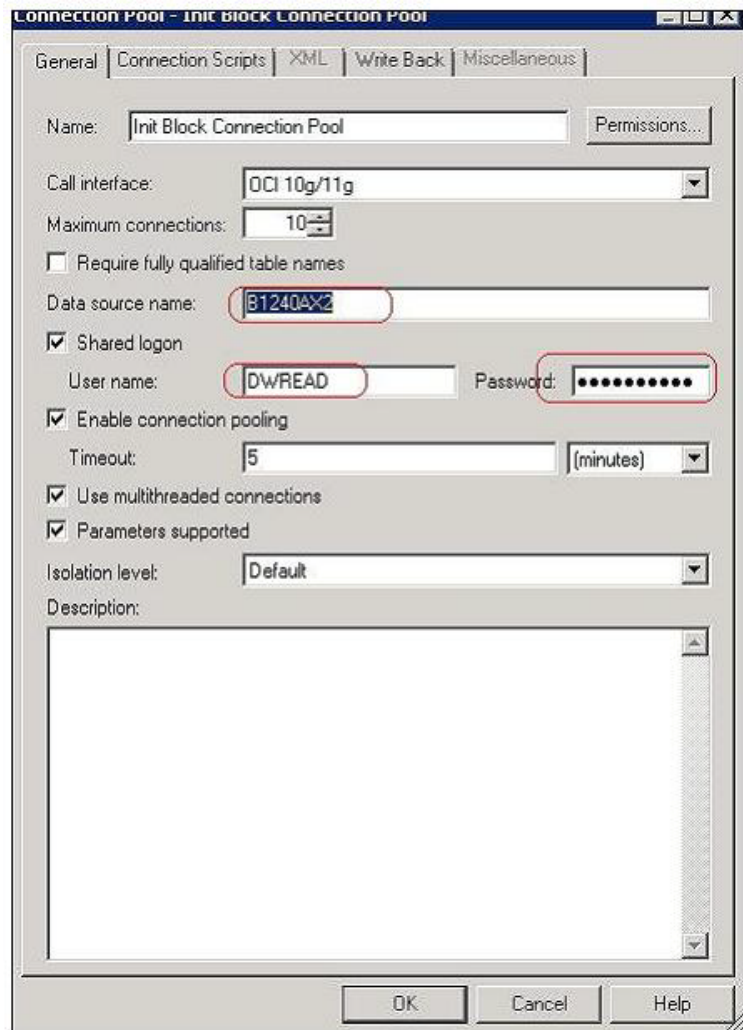 Connection Pool - Init Block Connection Pool
General Connection Scripts XML Write Back Miscellaneous
Name: Init Block Connection Pool Permissions...
Call interface: OCI 10g/11g
Maximum connections: 10
Require fully qualified table names
Data source name: B1240AX2
Shared logon
User name: DWREAD Password: ●●●●●●●●●●
Enable connection pooling
Timeout: 5 (minutes)
Use multithreaded connections
Parameters supported
Isolation level: Default
Description:
OK Cancel Help